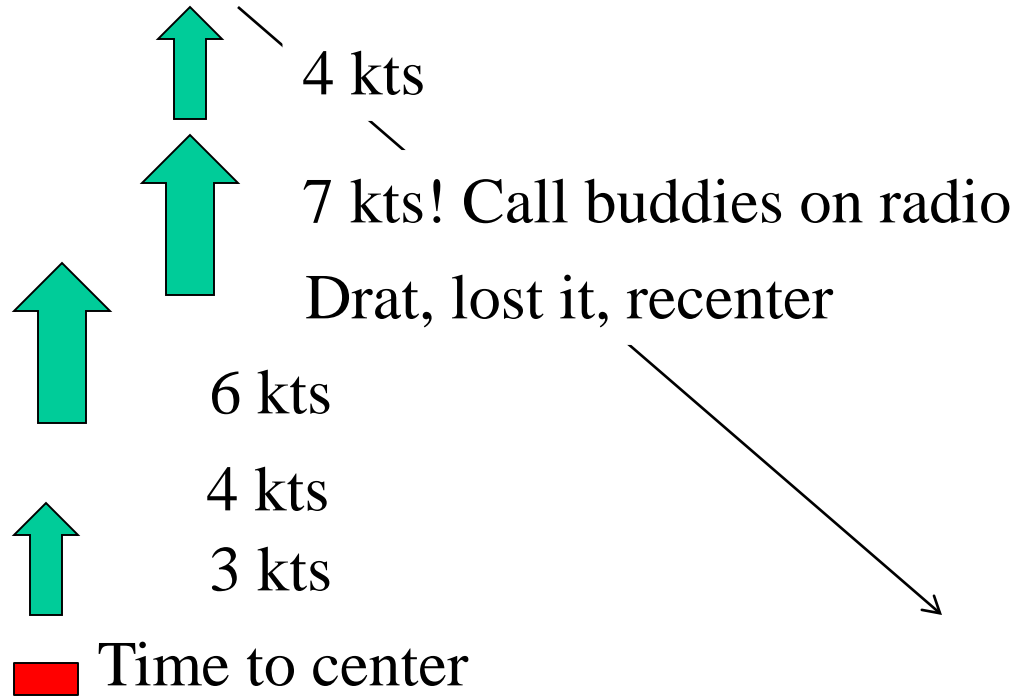 4 kts
7 kts! Call buddies on radio
Drat, lost it, recenter
6 kts
4 kts
3 kts
Time to center